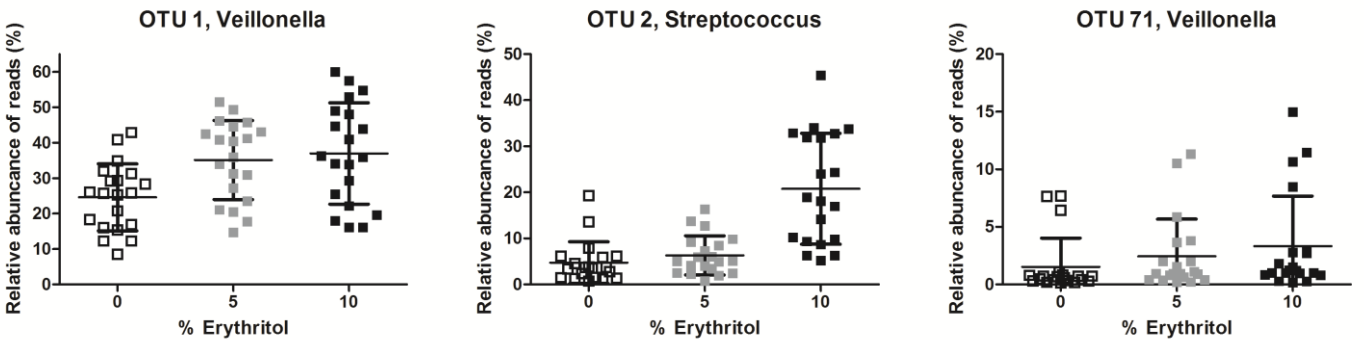 OTU 1, Veillonella
Relative abuncance of reads (%)
60
50
40
30
20
10
0
0 5 10
% Erythritol
OTU 2, Streptococcus
Relative abuncance of reads (%)
50
40
30
20
10
0
0 5 10
% Erythritol
OTU 71, Veillonella
Relative abuncance of reads (%)
20
15
10
5
0
0 5 10
% Erythritol